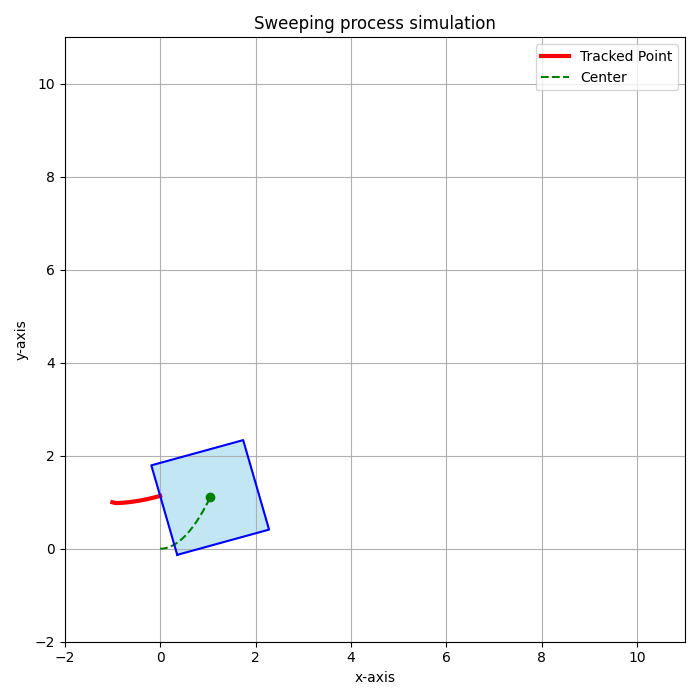 Sweeping process simulation
Tracked Point
Center
10
8
6
4
2
0
−2
y-axis
−2
0
2
4
6
8
10
x-axis